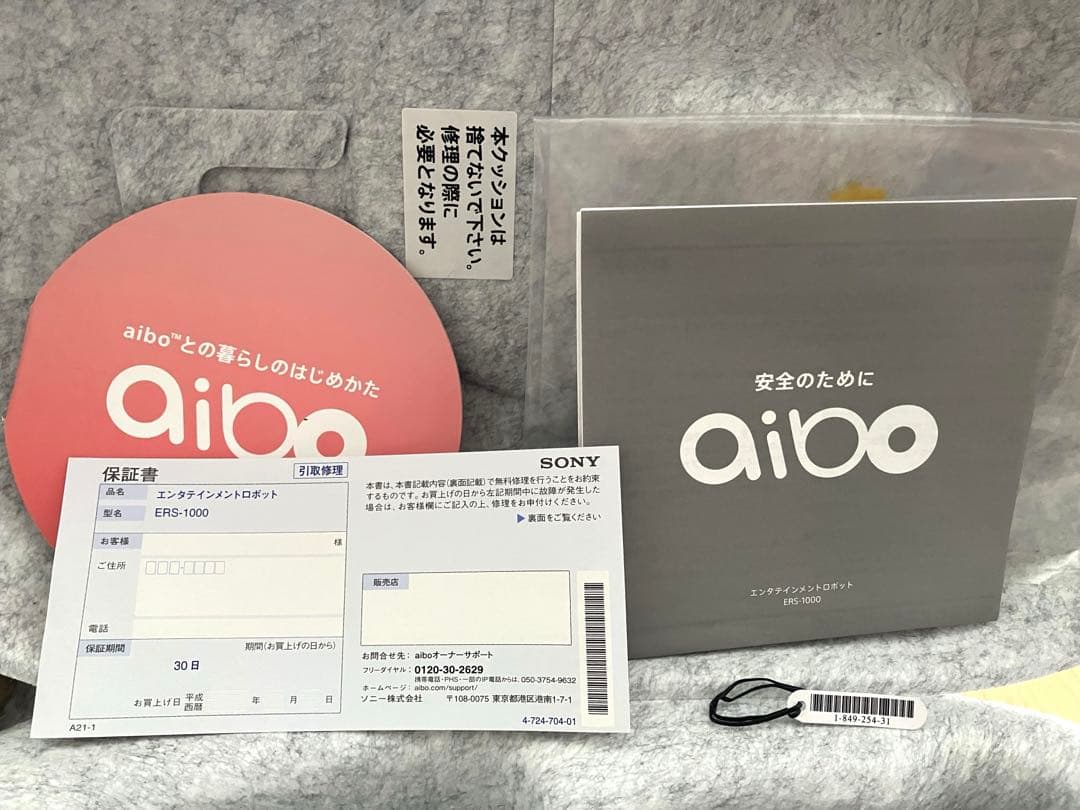 本クッションは
捨てないで下さい。
修理の際に
必要となります。
aibo™との暮らしのはじめかた
aibo
安全のために
aibo
エンタテインメントロボット
ERS-1000
保証書
引取修理
品名 エンタテインメントロボット
型名 ERS-1000
お客様 様
ご住所
電話
保証期間 期間(お買上げの日から)
30日
お買上げ日 平成 西暦 年 月 日
A21-1
SONY
本書は、本書記載内容(裏面記載)で無料修理を行うことをお約束
するものです。お買上げの日から左記期間中に故障が発生した
場合は、お客様欄にご記入の上、修理をお申付けください。
▶裏面をご覧ください
販売店
お問合せ先：aiboオーナーサポート
フリーダイヤル：0120-30-2629
携帯電話・PHS・一部のIP電話からは、050-3754-9632
ホームページ：aibo.com/support/
ソニー株式会社 〒108-0075 東京都港区港南1-7-1
4-724-704-01
1-849-254-31